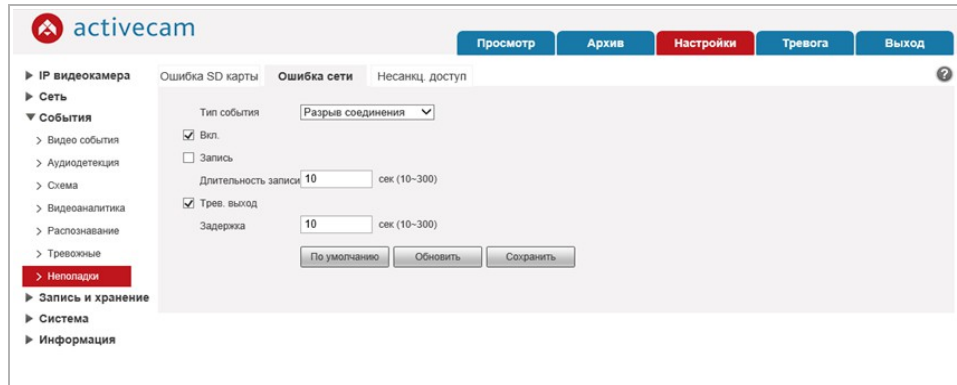 activecam
Просмотр Архив Настройки Тревога Выход
IP видеокамера
Сеть
События
Видео события
Аудиодетекция
Схема
Видеоаналитика
Распознавание
Тревожные
Неполадки
Запись и хранение
Система
Информация
Ошибка SD карты Ошибка сети Несанкц. доступ
?
Тип события Разрыв соединения
Вкл.
Запись
Длительность записи 10 сек (10~300)
Трев. выход
Задержка 10 сек (10~300)
По умолчанию Обновить Сохранить